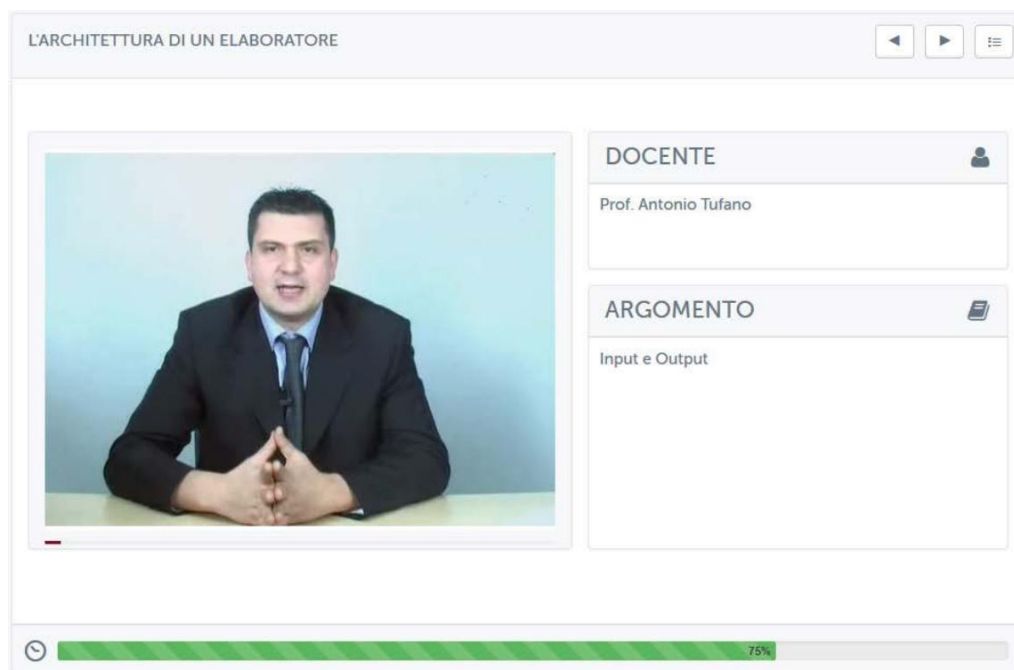 L'ARCHITETTURA DI UN ELABORATORE
DOCENTE
Prof. Antonio Tufano
ARGOMENTO
Input e Output
75%